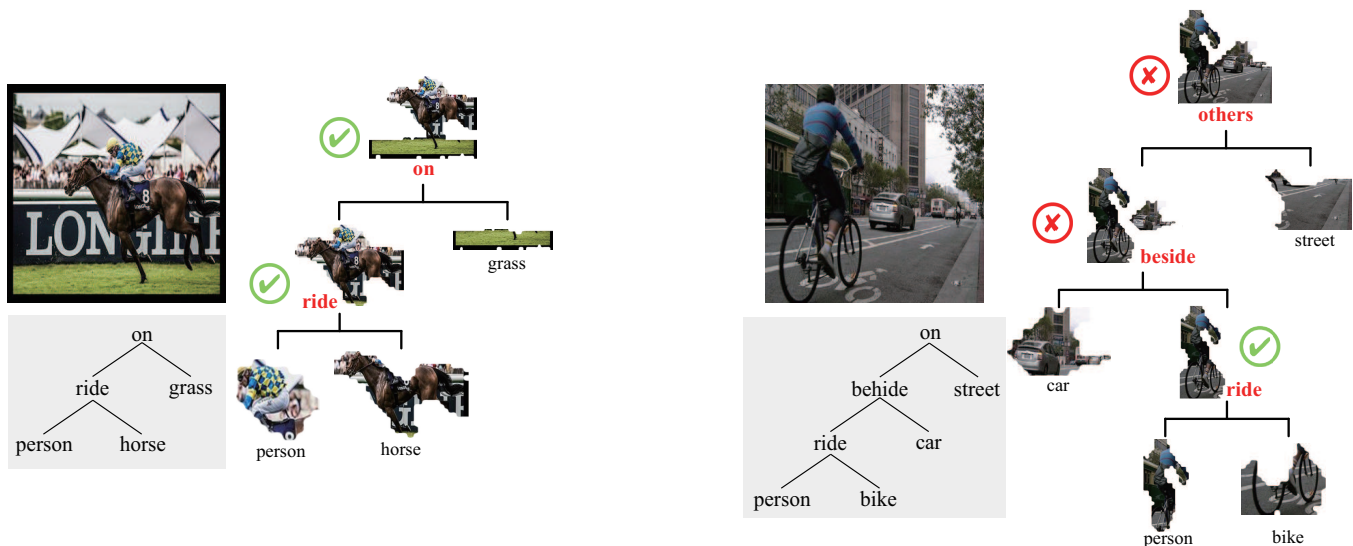 on
ride
grass
person
horse
8
LONGINE
on
ride
grass
person
horse
others
beside
street
car
ride
person
bike
on
behide
street
ride
car
person
bike